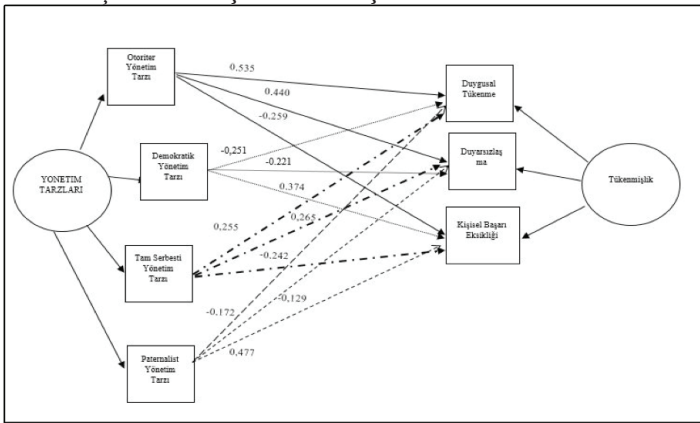 Otoriter
Yönetim
Tarzı
0,535
Duygusal
Tükenme
0,440
-0,259
Demokratik
Yönetim
Tarzı
-0,251
-0.221
Duyarsızlaş
ma
YÖNETIM
TARZLARI
0.374
Tükenmişlik
0,255
0,265
Kişisel Başarı
Eksikliği
Tam Serbesti
Yönetim
Tarzı
-0.242
-0,129
-0.172
Paternalist
Yönetim
Tarzı
0,477